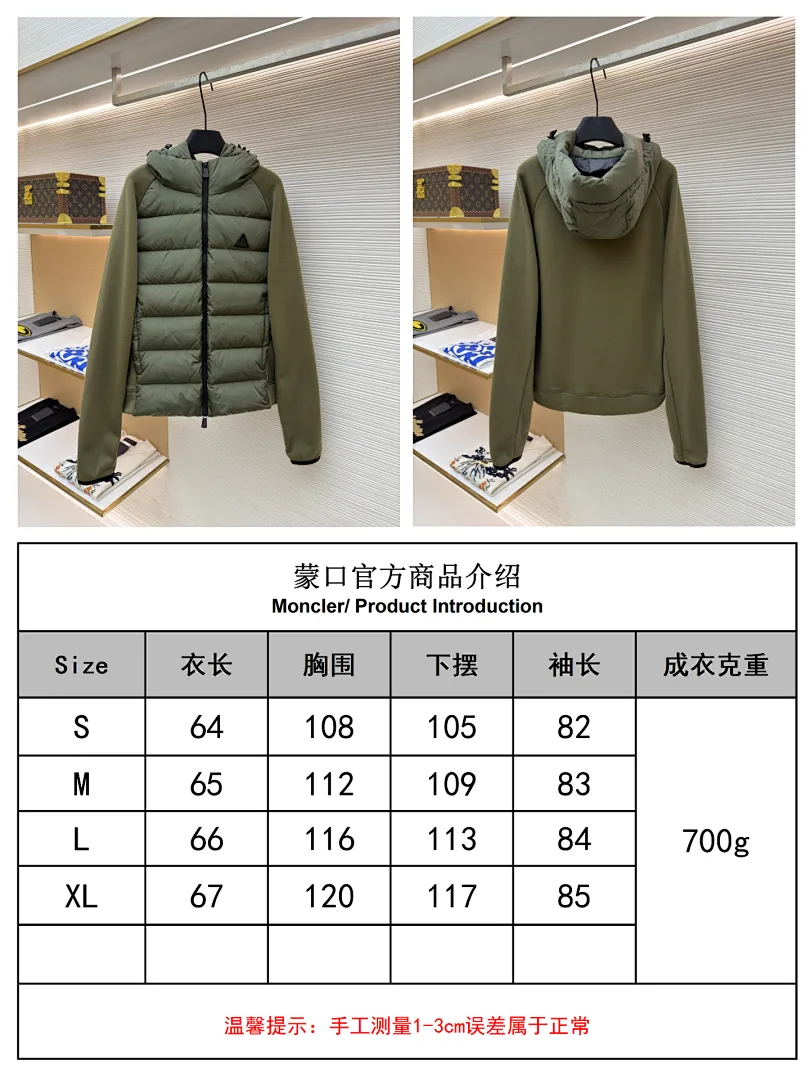 蒙口官方商品介绍
Moncler/ Product Introduction
Size 衣长 胸围 下摆 袖长 成衣克重
S 64 108 105 82
M 65 112 109 83
L 66 116 113 84
XL 67 120 117 85
700g
温馨提示：手工测量1-3cm误差属于正常